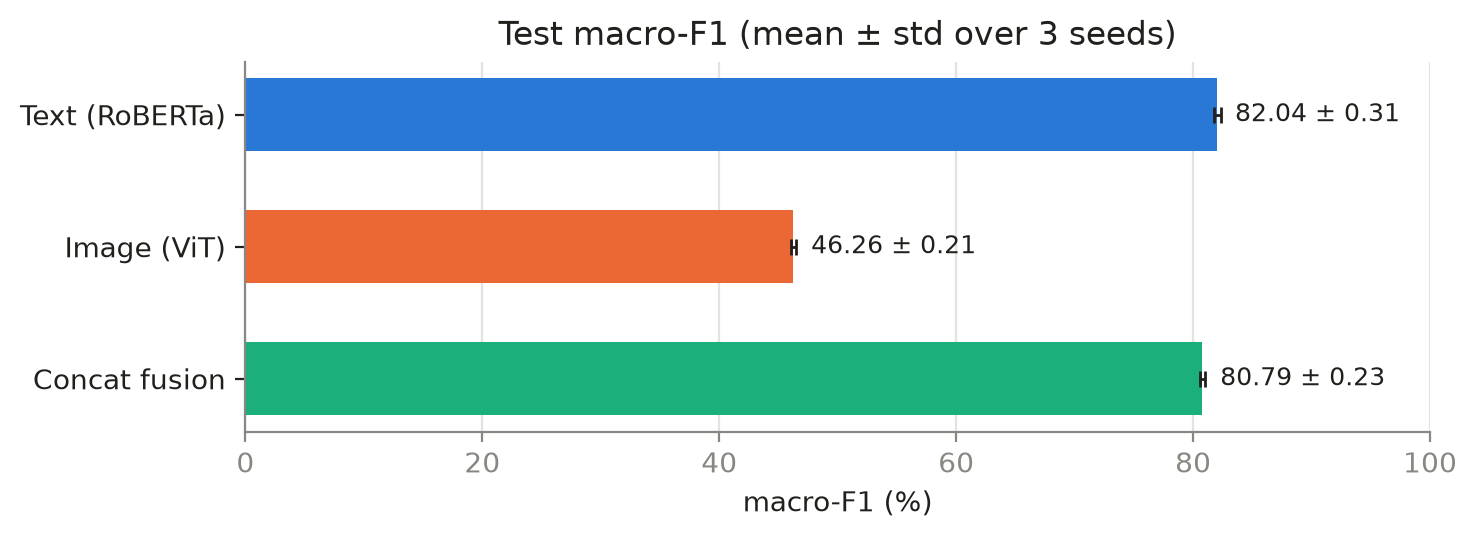 Test macro-F1 (mean ± std over 3 seeds)
Text (RoBERTa)
82.04 ± 0.31
Image (ViT)
46.26 ± 0.21
Concat fusion
80.79 ± 0.23
0 20 40 60 80 100
macro-F1 (%)